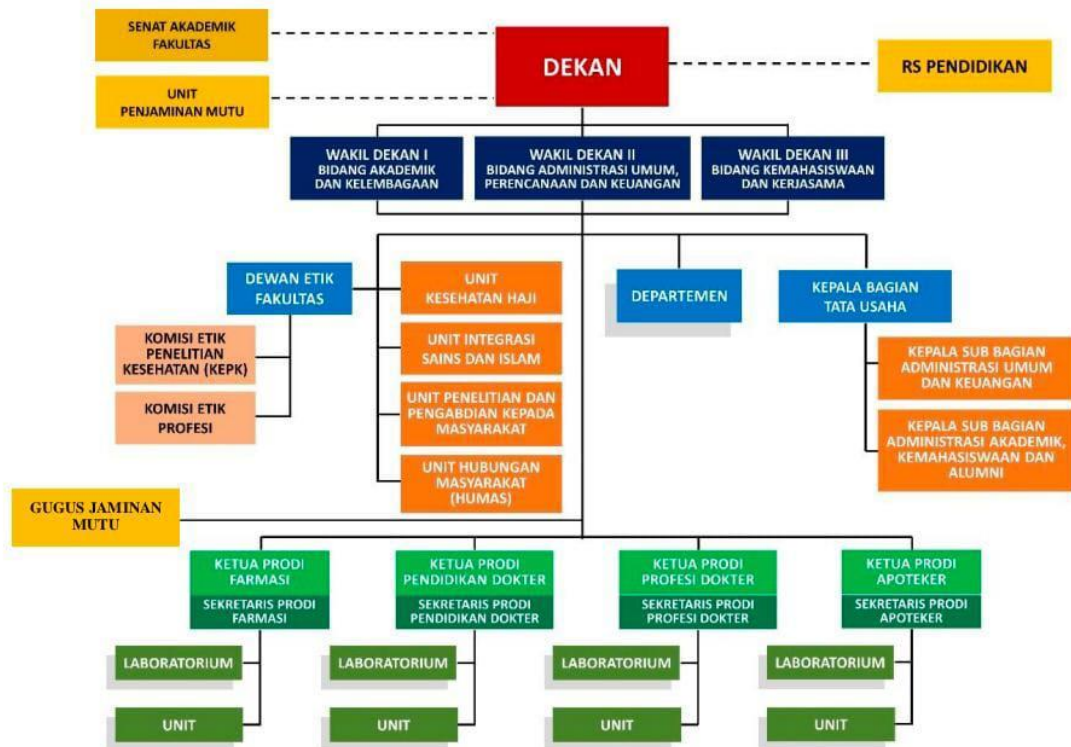 SENAT AKADEMIK
FAKULTAS
DEKAN
RS PENDIDIKAN
UNIT
PENJAMINAN MUTU
WAKIL DEKAN I
BIDANG AKADEMIK
DAN KELEMBAGAAN
WAKIL DEKAN II
BIDANG ADMINISTRASI UMUM,
PERENCANAAN DAN KEUANGAN
WAKIL DEKAN III
BIDANG KEMAHASISWAAN
DAN KERJASAMA
DEWAN ETIK
FAKULTAS
UNIT
KESEHATAN HAJI
DEPARTEMEN
KEPALA BAGIAN
TATA USAHA
KOMISI ETIK
PENELITIAN
KESEHATAN (KEPK)
UNIT INTEGRASI
SAINS DAN ISLAM
KEPALA SUB BAGIAN
ADMINISTRASI UMUM
DAN KEUANGAN
KOMISI ETIK
PROFESI
UNIT PENELITIAN DAN
PENGABDIAN KEPADA
MASYARAKAT
KEPALA SUB BAGIAN
ADMINISTRASI AKADEMIK,
KEMAHASISWAAN DAN
ALUMNI
UNIT HUBUNGAN
MASYARAKAT
(HUMAS)
GUGUS JAMINAN
MUTU
KETUA PRODI
FARMASI
SEKRETARIS PRODI
FARMASI
KETUA PRODI
PENDIDIKAN DOKTER
SEKRETARIS PRODI
PENDIDIKAN DOKTER
KETUA PRODI
PROFESI DOKTER
SEKRETARIS PRODI
PROFESI DOKTER
KETUA PRODI
APOTEKER
SEKRETARIS PRODI
APOTEKER
LABORATORIUM
LABORATORIUM
LABORATORIUM
LABORATORIUM
UNIT
UNIT
UNIT
UNIT